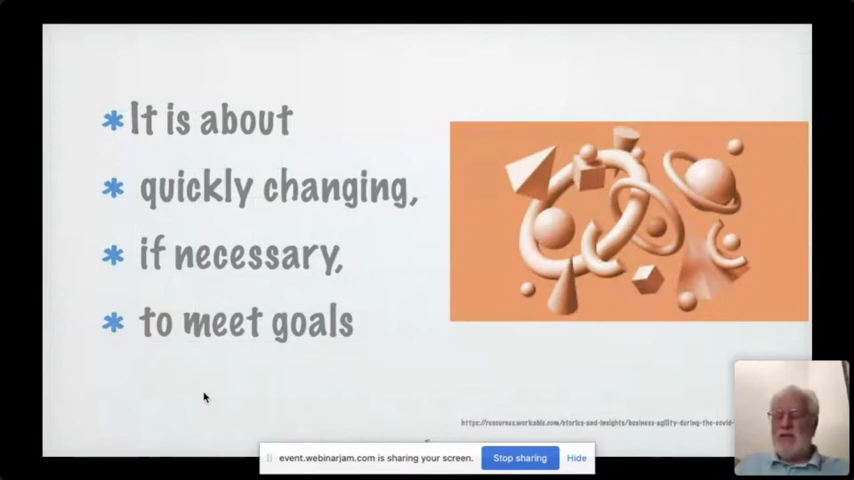 * It is about
* quickly changing,
* if necessary,
* to meet goals
https://resources.workable.com/stories-and-insights/business-agility-during-the-covid-
event.webinarjam.com is sharing your screen.
Stop sharing
Hide